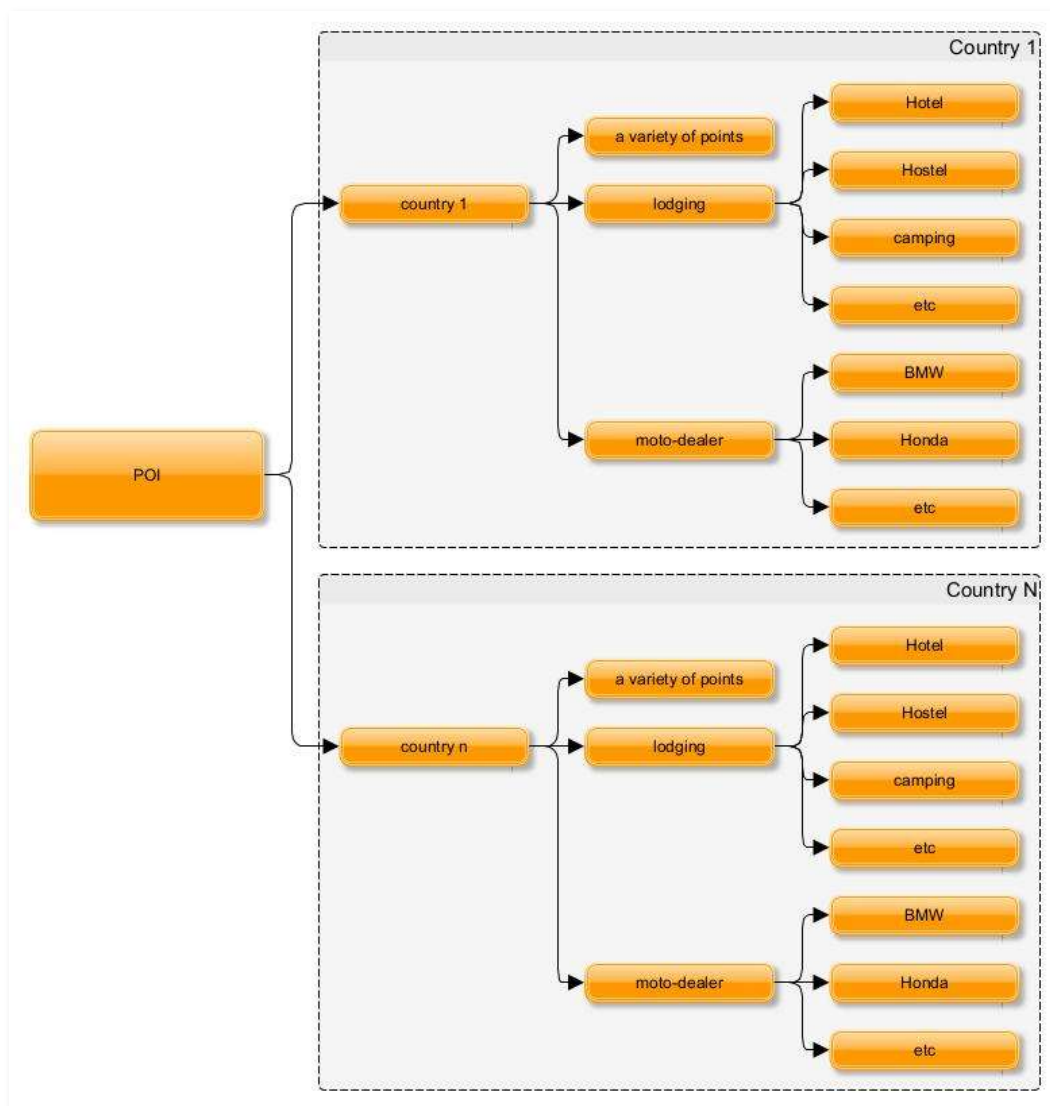 Country 1
Hotel
a variety of points
Hostel
country 1
lodging
camping
etc
BMW
moto-dealer
Honda
POI
etc
Country N
Hotel
a variety of points
Hostel
country n
lodging
camping
etc
BMW
moto-dealer
Honda
etc